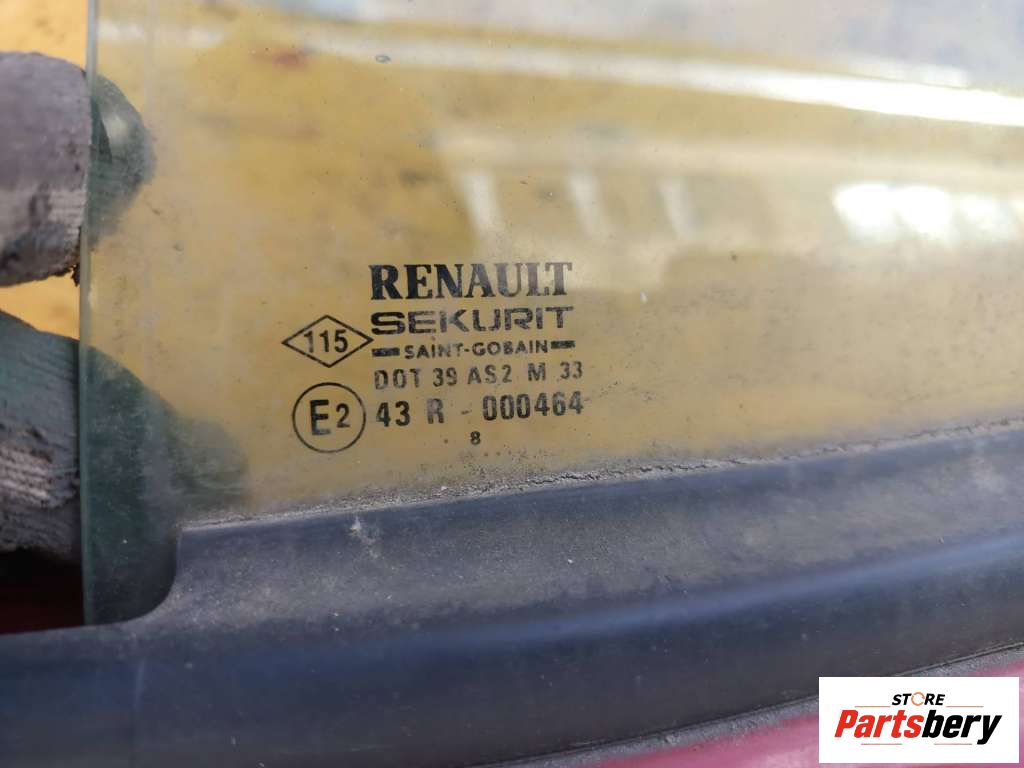 RENAULT
115
SEKURIT
SAINT-GOBAIN
DOT 39 AS2 M 33
E2
43 R - 000464
8
STORE
Partsbery